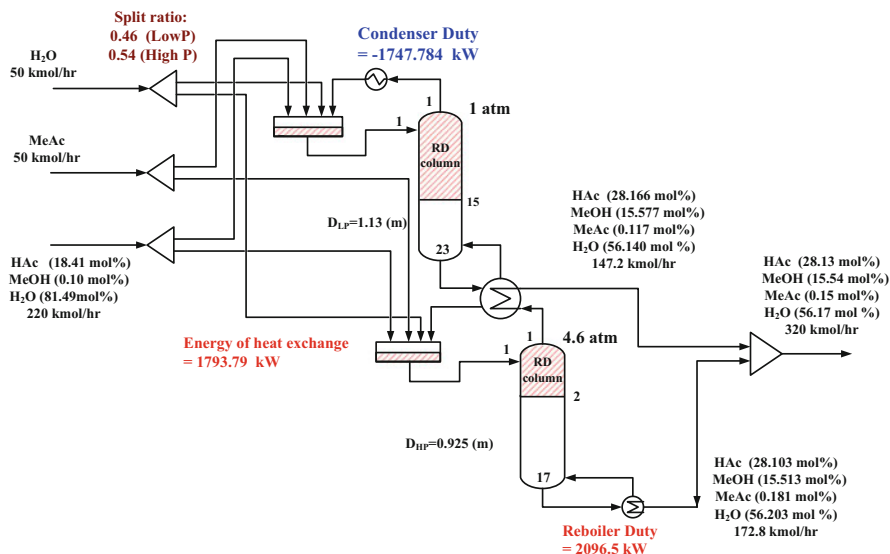 Split ratio:
0.46 (LowP)
0.54 (High P)
H₂O
50 kmol/hr
Condenser Duty
= -1747.784 kW
1
1 atm
1
MeAc
50 kmol/hr
RD
column
15
D_LP=1.13 (m)
23
HAc (28.166 mol%)
MeOH (15.577 mol%)
MeAc (0.117 mol%)
H₂O (56.140 mol %)
147.2 kmol/hr
HAc (18.41 mol%)
MeOH (0.10 mol%)
H₂O (81.49mol%)
220 kmol/hr
HAc (28.13 mol%)
MeOH (15.54 mol%)
MeAc (0.15 mol%)
H₂O (56.17 mol %)
320 kmol/hr
Energy of heat exchange
= 1793.79 kW
1
4.6 atm
1
RD
column
2
D_HP=0.925 (m)
17
HAc (28.103 mol%)
MeOH (15.513 mol%)
MeAc (0.181 mol%)
H₂O (56.203 mol %)
172.8 kmol/hr
Reboiler Duty
= 2096.5 kW